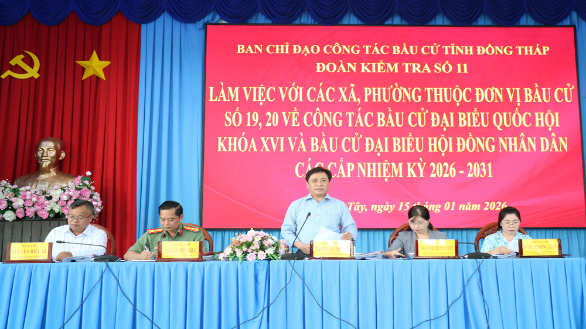 BAN CHỈ ĐẠO CÔNG TÁC BẦU CỬ TỈNH ĐỒNG THÁP
ĐOÀN KIỂM TRA SỐ 11
LÀM VIỆC VỚI CÁC XÃ, PHƯỜNG THUỘC ĐƠN VỊ BẦU CỬ
SỐ 19, 20 VỀ CÔNG TÁC BẦU CỬ ĐẠI BIỂU QUỐC HỘI
KHÓA XVI VÀ BẦU CỬ ĐẠI BIỂU HỘI ĐỒNG NHÂN DÂN
CÁC CẤP NHIỆM KỲ 2026 - 2031
Tây, ngày 15 tháng 01 năm 2026